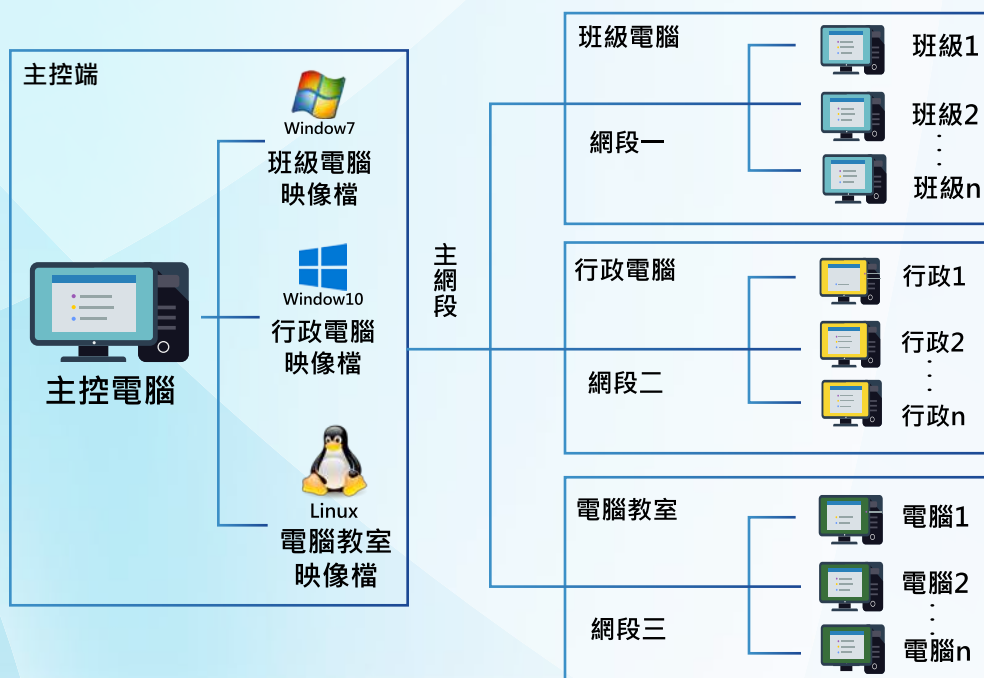 主控端
Window7
班級電腦
映像檔
Window10
行政電腦
映像檔
Linux
電腦教室
映像檔
主控電腦
主網段
班級電腦
網段一
班級1
班級2
班級n
行政電腦
網段二
行政1
行政2
行政n
電腦教室
網段三
電腦1
電腦2
電腦n